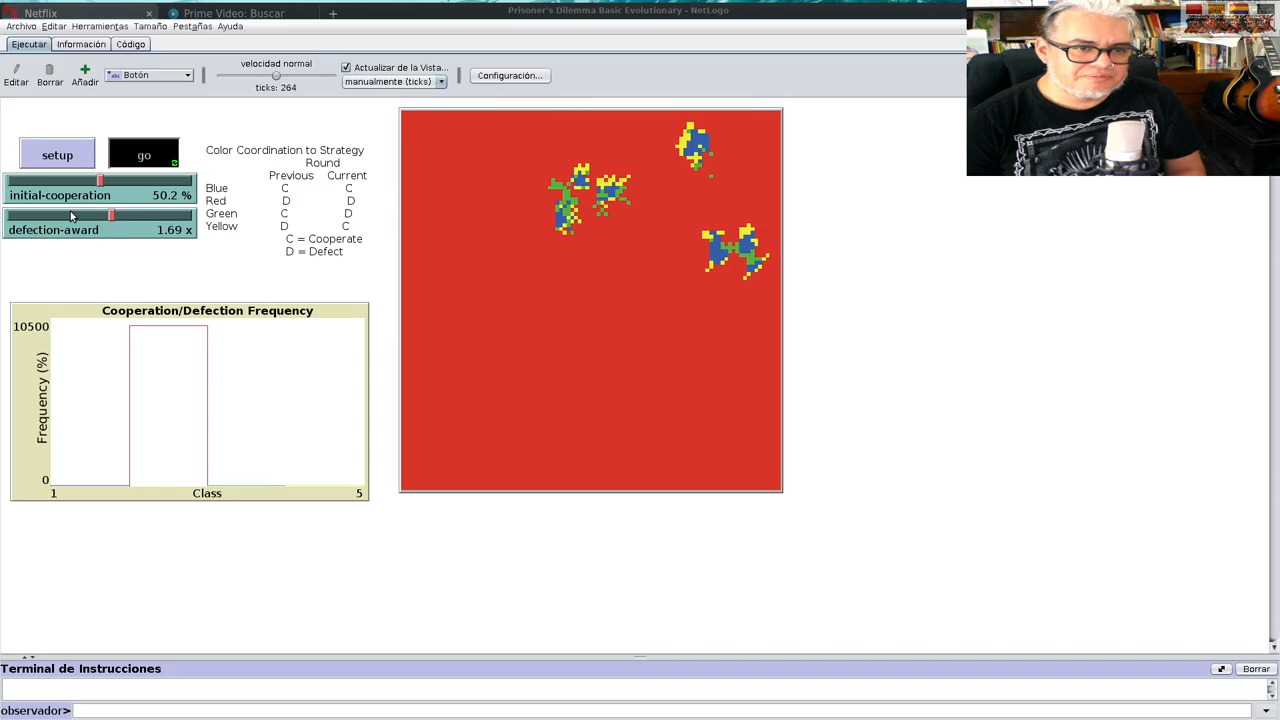 Netflix
Prime Video: Buscar
Prisoner's Dilemma Basic Evolutionary - NetLogo
Archivo Editar Herramientas Tamaño Pestañas Ayuda
Ejecutar Información Código
Editar Borrar Añadir
abc Botón
velocidad normal
ticks: 264
Actualizar de la Vista...
manualmente (ticks)
Configuración...
setup
go
initial-cooperation 50.2 %
defection-award 1.69 x
Color Coordination to Strategy
Round
Previous Current
Blue C C
Red D D
Green C D
Yellow D C
C = Cooperate
D = Defect
Cooperation/Defection Frequency
10500
Frequency (%)
0
1 Class 5
Terminal de Instrucciones
Borrar
observador>